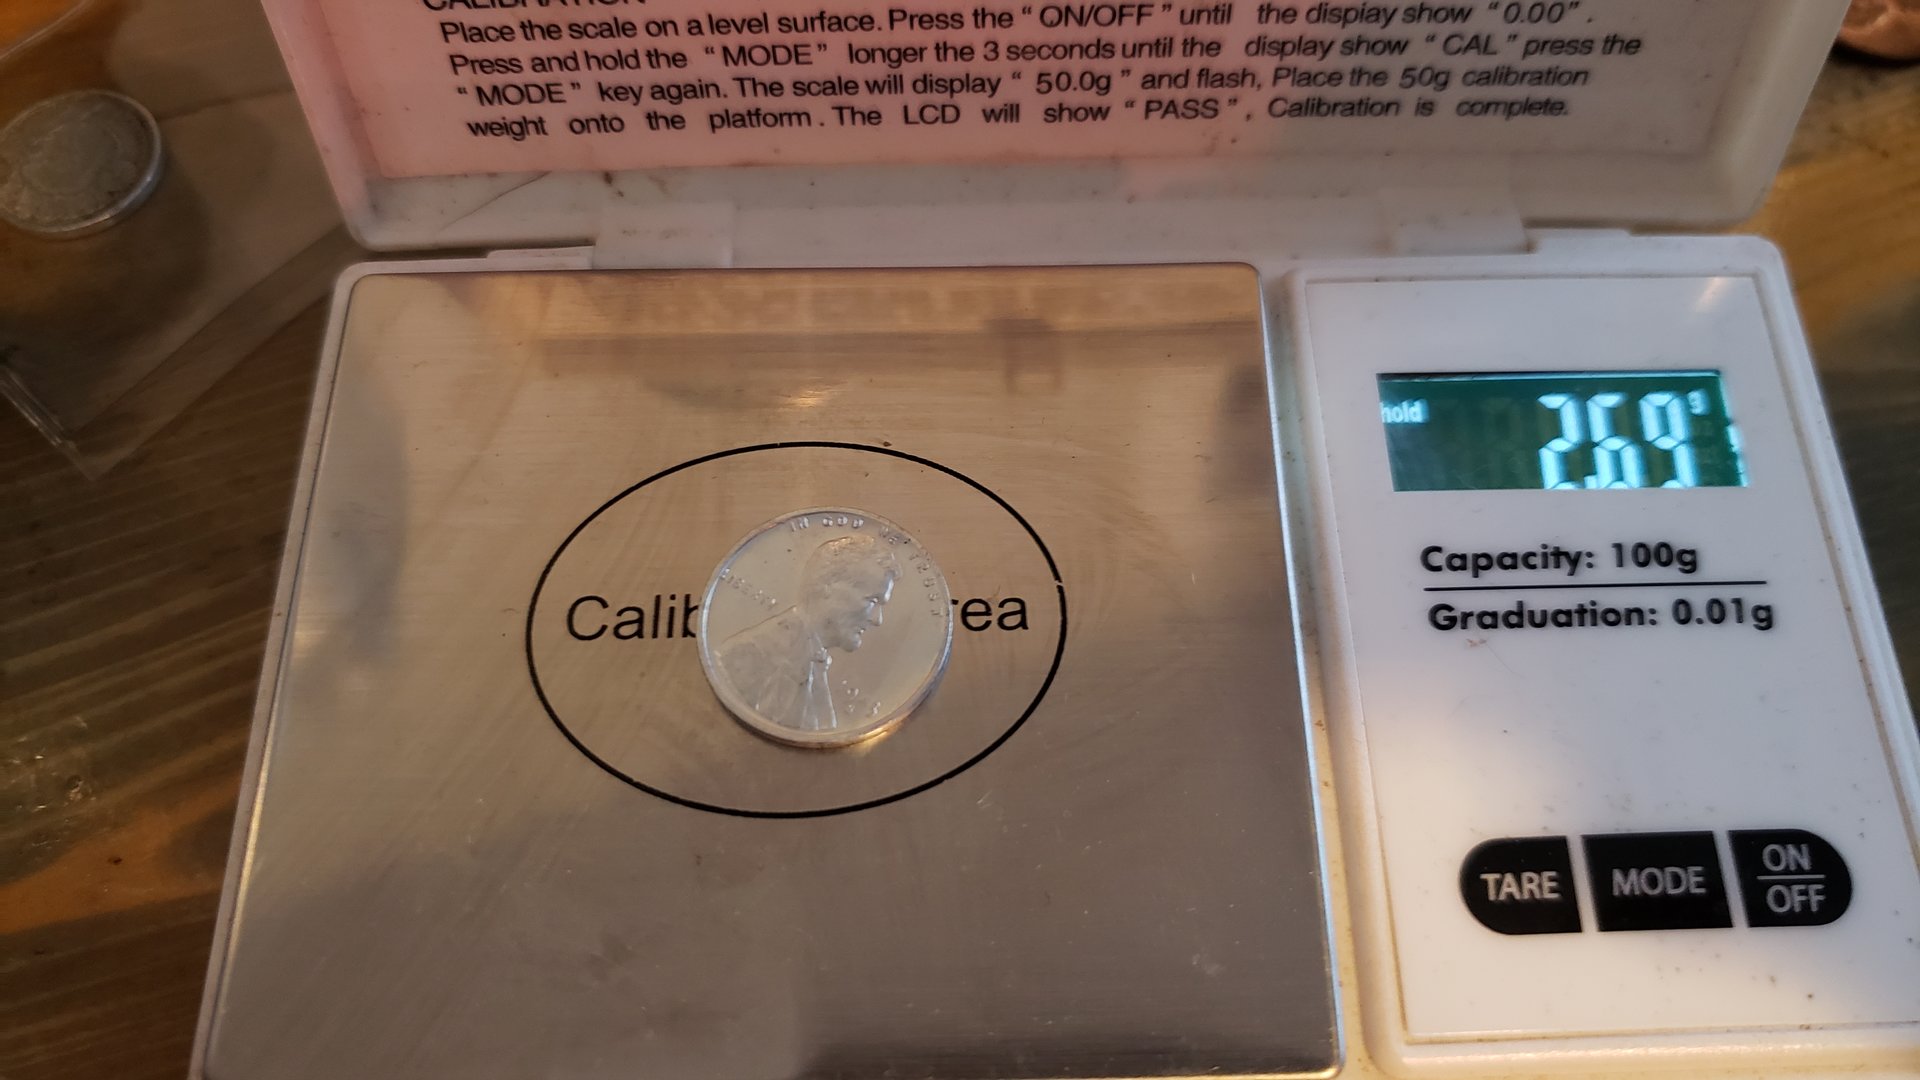 CALIBRATION
Place the scale on a level surface. Press the “ ON/OFF ” until the display show “ 0.00” .
Press and hold the “ MODE ” longer the 3 seconds until the display show “ CAL ” press the
“ MODE ” key again. The scale will display “ 50.0g ” and flash, Place the 50g calibration
weight onto the platform . The LCD will show “ PASS ” , Calibration is complete.
hold 2.69 g
Capacity: 100g
Graduation: 0.01g
IN GOD WE TRUST
LIBERTY
Calib rea
TARE MODE ON
OFF